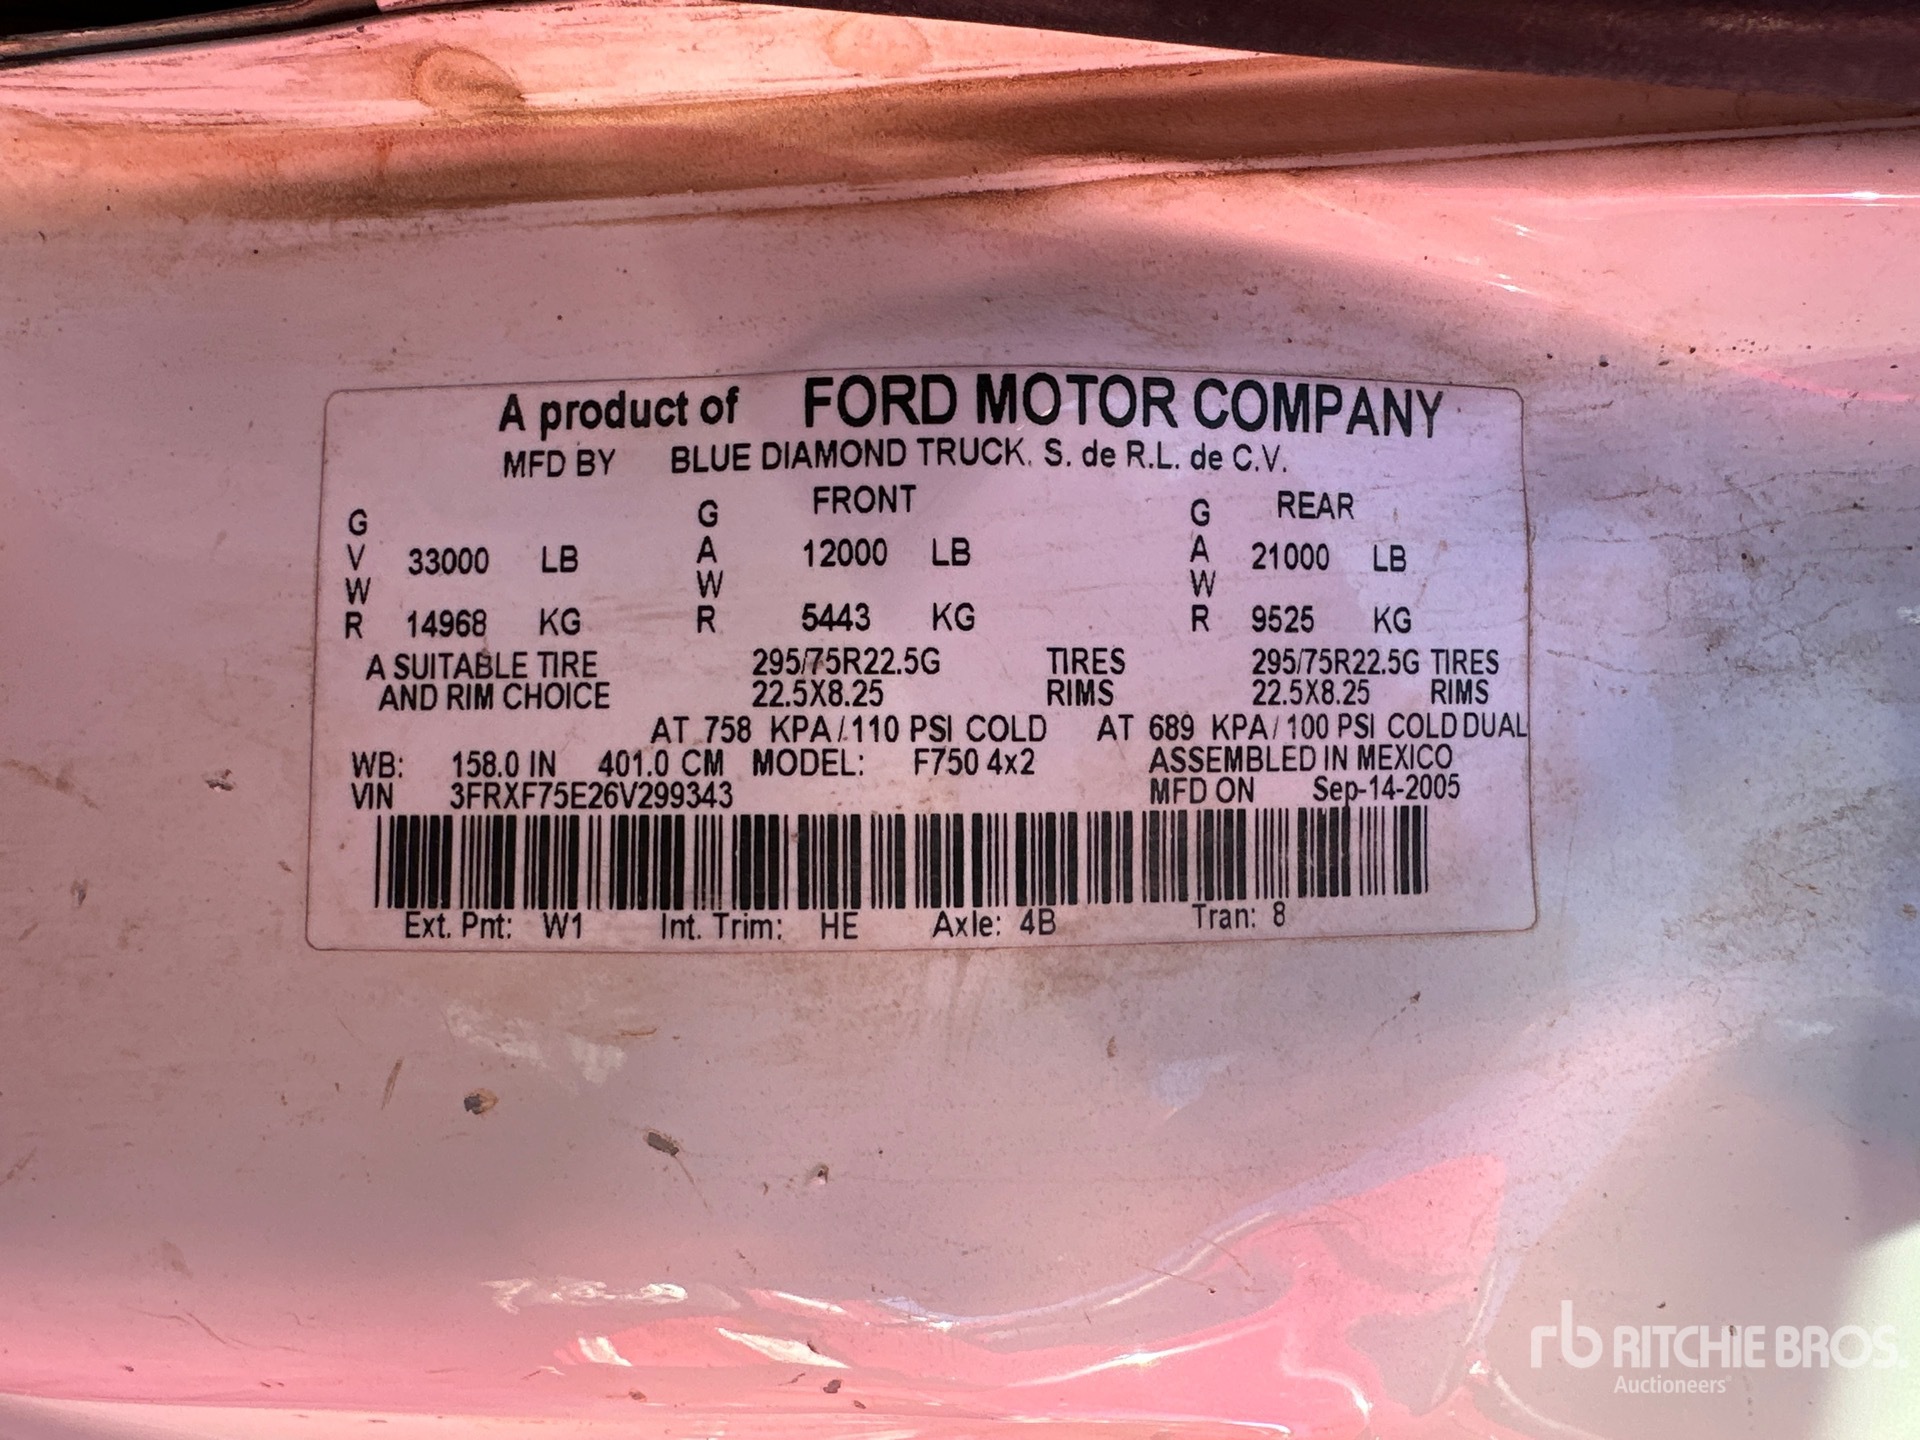 A product of FORD MOTOR COMPANY
MFD BY BLUE DIAMOND TRUCK. S. de R.L. de C.V.
FRONT REAR
GVWR 33000 LB GAWR 12000 LB GAWR 21000 LB
14968 KG 5443 KG 9525 KG
A SUITABLE TIRE 295/75R22.5G TIRES 295/75R22.5G TIRES
AND RIM CHOICE 22.5X8.25 RIMS 22.5X8.25 RIMS
AT 758 KPA/110 PSI COLD AT 689 KPA/100 PSI COLD DUAL
WB: 158.0 IN 401.0 CM MODEL: F750 4x2 ASSEMBLED IN MEXICO
VIN 3FRXF75E26V299343 MFD ON Sep-14-2005
Ext. Pnt: W1 Int. Trim: HE Axle: 4B Tran: 8
rb RITCHIE BROS.
Auctioneers